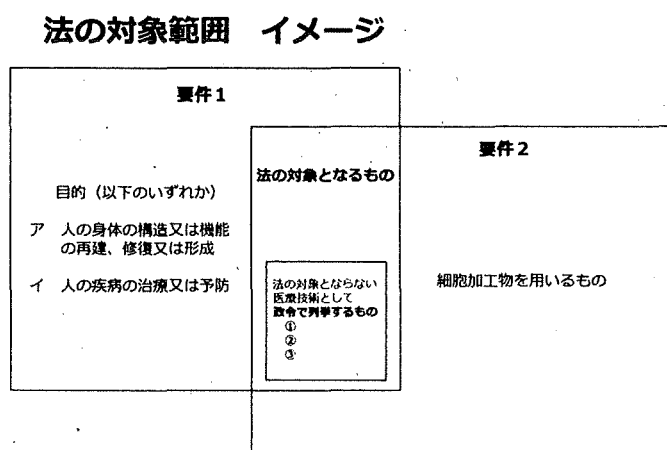 法の対象範囲　イメージ
要件１
要件２
法の対象となるもの
目的（以下のいずれか）
ア　人の身体の構造又は機能
の再建、修復又は形成
イ　人の疾病の治療又は予防
法の対象とならない
医療技術として
政令で列挙するもの
①
②
③
細胞加工物を用いるもの